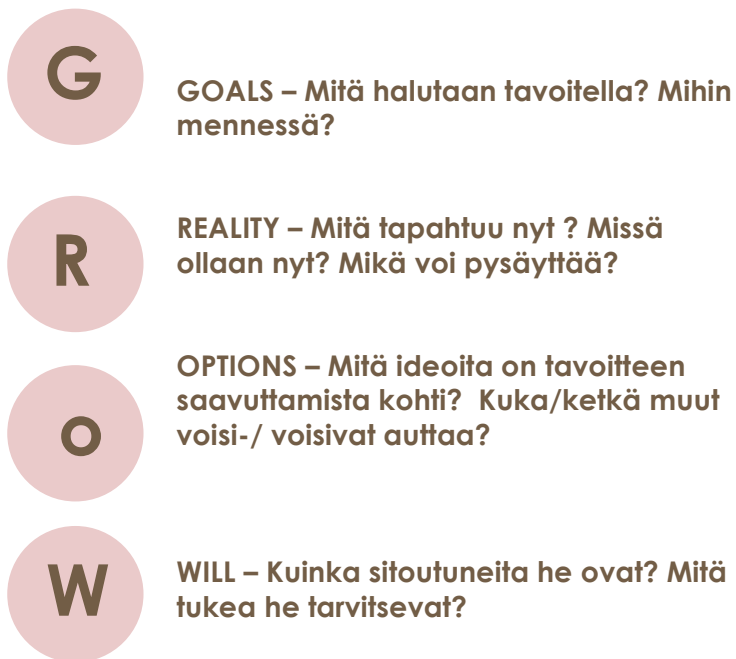 G
GOALS – Mitä halutaan tavoitella? Mihin
mennessä?
R
REALITY – Mitä tapahtuu nyt ? Missä
ollaan nyt? Mikä voi pysäyttää?
o
OPTIONS – Mitä ideoita on tavoitteen
saavuttamista kohti?  Kuka/ketkä muut
voisi-/ voisivat auttaa?
W
WILL – Kuinka sitoutuneita he ovat? Mitä
tukea he tarvitsevat?